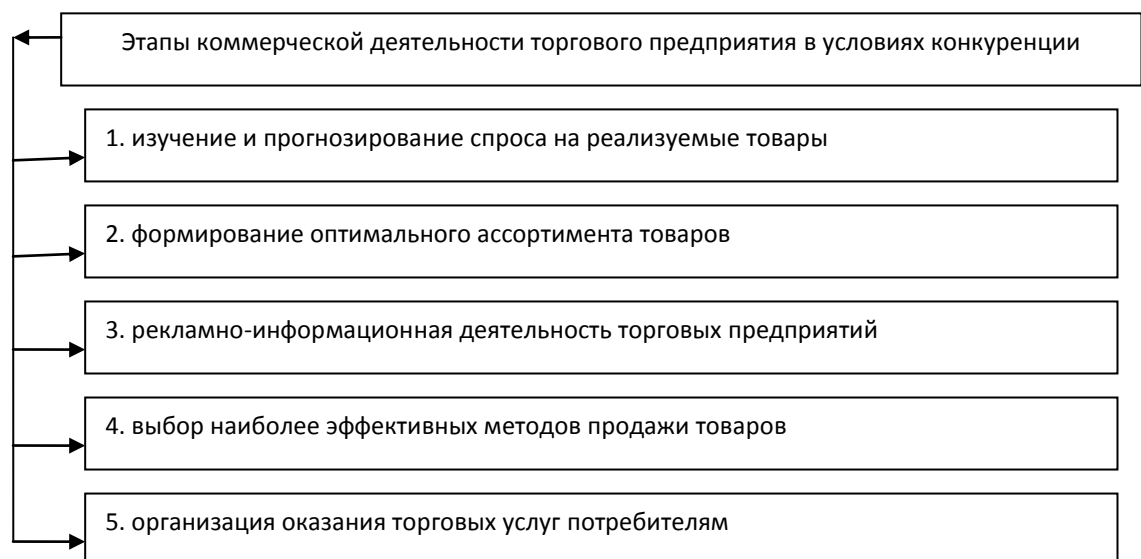 Этапы коммерческой деятельности торгового предприятия в условиях конкуренции
1. изучение и прогнозирование спроса на реализуемые товары
2. формирование оптимального ассортимента товаров
3. рекламно-информационная деятельность торговых предприятий
4. выбор наиболее эффективных методов продажи товаров
5. организация оказания торговых услуг потребителям